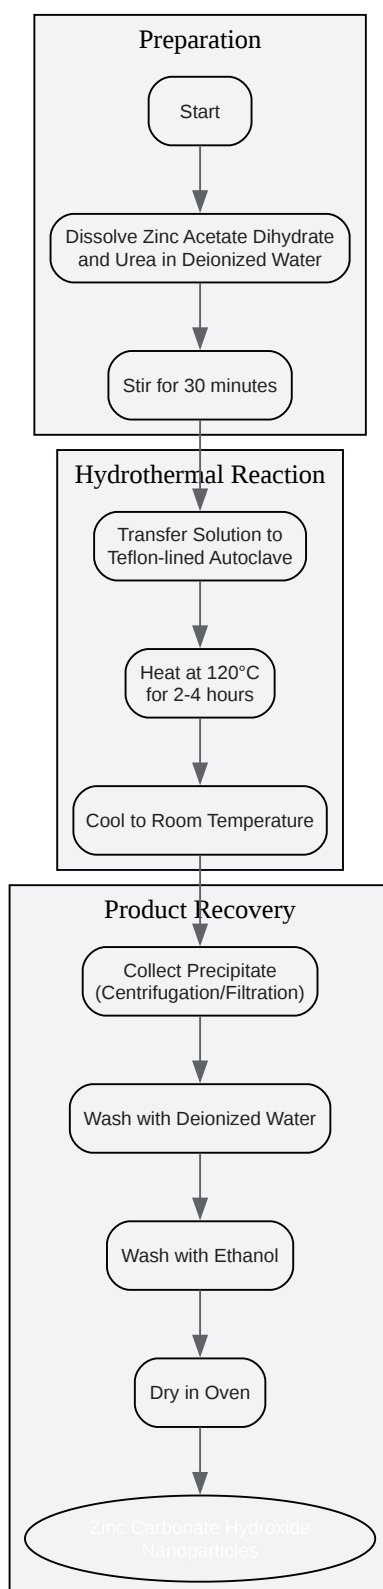 Preparation
Start
Dissolve Zinc Acetate Dihydrate
and Urea in Deionized Water
Stir for 30 minutes
Hydrothermal Reaction
Transfer Solution to
Teflon-lined Autoclave
Heat at 120°C
for 2-4 hours
Cool to Room Temperature
Product Recovery
Collect Precipitate
(Centrifugation/Filtration)
Wash with Deionized Water
Wash with Ethanol
Dry in Oven
Zinc Carbonate Hydroxide
Nanoparticles